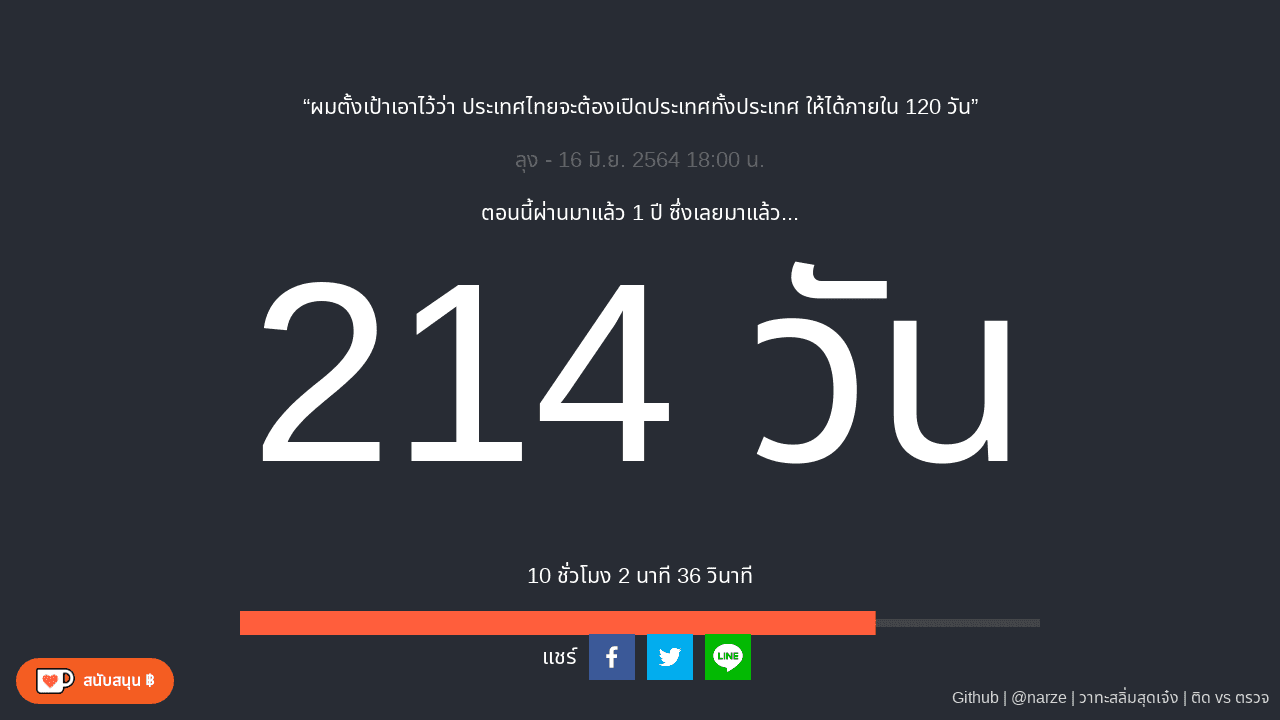 “ผมตั้งเป้าเอาไว้ว่า ประเทศไทยจะต้องเปิดประเทศทั้งประเทศ ให้ได้ภายใน 120 วัน”
ลุง - 16 มิ.ย. 2564 18:00 น.
ตอนนี้ผ่านมาแล้ว 1 ปี ซึ่งเลยมาแล้ว...
214 วัน
10 ชั่วโมง 2 นาที 36 วินาที
แชร์
LINE
สนับสนุน ฿
Github | @narze | วาทะสลิ่มสุดเจ๋ง | ติด vs ตรวจ